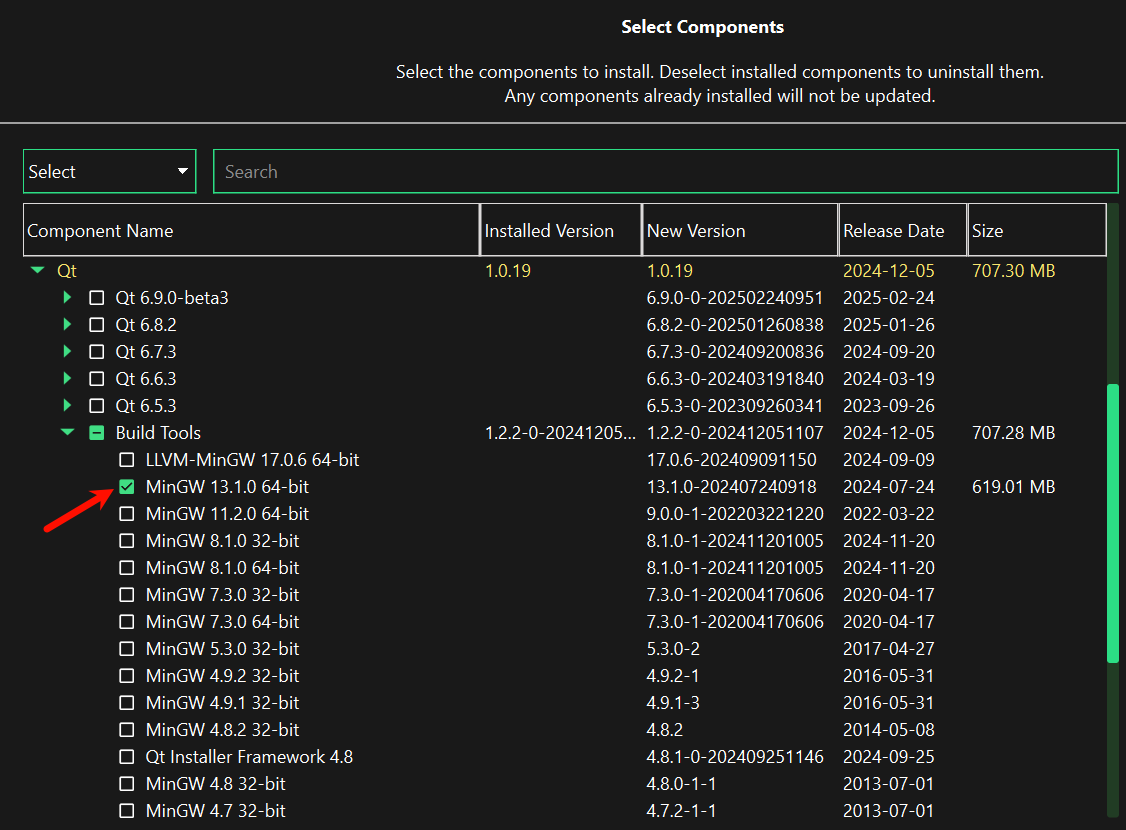 Select Components
Select the components to install. Deselect installed components to uninstall them.
Any components already installed will not be updated.
Select Search
Component Name Installed Version New Version Release Date Size
Qt 1.0.19 1.0.19 2024-12-05 707.30 MB
Qt 6.9.0-beta3 6.9.0-0-202502240951 2025-02-24
Qt 6.8.2 6.8.2-0-202501260838 2025-01-26
Qt 6.7.3 6.7.3-0-202409200836 2024-09-20
Qt 6.6.3 6.6.3-0-202403191840 2024-03-19
Qt 6.5.3 6.5.3-0-202309260341 2023-09-26
Build Tools 1.2.2-0-20241205... 1.2.2-0-202412051107 2024-12-05 707.28 MB
LLVM-MinGW 17.0.6 64-bit 17.0.6-202409091150 2024-09-09
MinGW 13.1.0 64-bit 13.1.0-202407240918 2024-07-24 619.01 MB
MinGW 11.2.0 64-bit 9.0.0-1-202203221220 2022-03-22
MinGW 8.1.0 32-bit 8.1.0-1-202411201005 2024-11-20
MinGW 8.1.0 64-bit 8.1.0-1-202411201005 2024-11-20
MinGW 7.3.0 32-bit 7.3.0-1-202004170606 2020-04-17
MinGW 7.3.0 64-bit 7.3.0-1-202004170606 2020-04-17
MinGW 5.3.0 32-bit 5.3.0-2 2017-04-27
MinGW 4.9.2 32-bit 4.9.2-1 2016-05-31
MinGW 4.9.1 32-bit 4.9.1-3 2016-05-31
MinGW 4.8.2 32-bit 4.8.2 2014-05-08
Qt Installer Framework 4.8 4.8.1-0-202409251146 2024-09-25
MinGW 4.8 32-bit 4.8.0-1-1 2013-07-01
MinGW 4.7 32-bit 4.7.2-1-1 2013-07-01